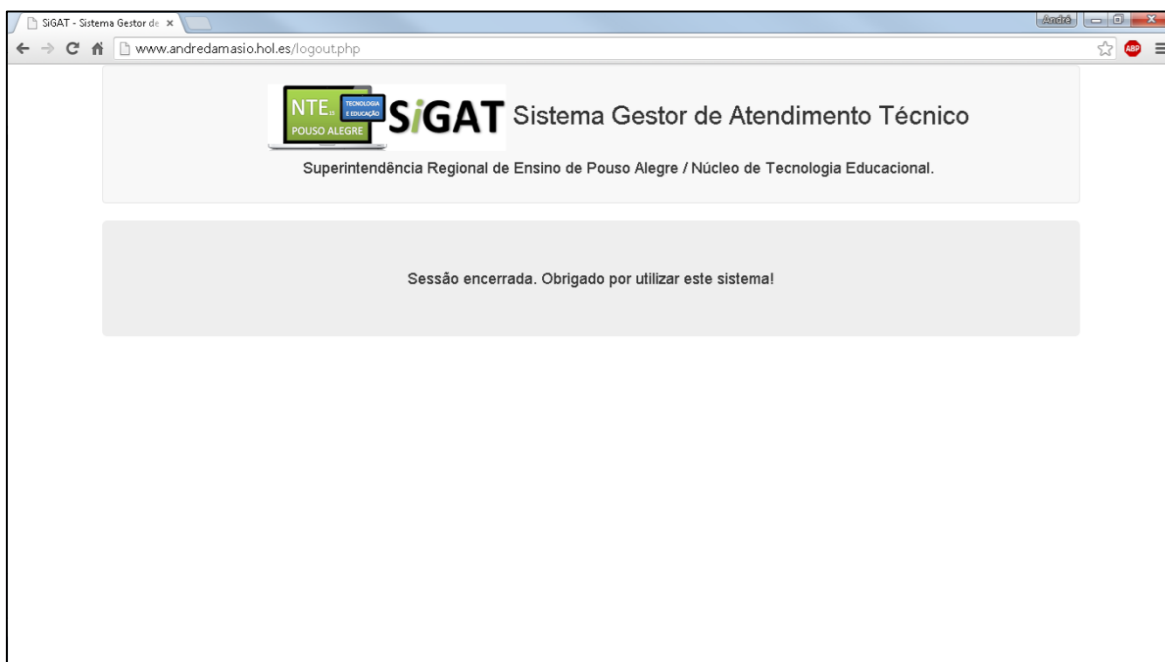 SiGAT - Sistema Gestor de
André
www.andredamasio.hol.es/logout.php
ABP
NTE
TECNOLOGIA
E EDUCAÇÃO
POUSO ALEGRE
SiGAT Sistema Gestor de Atendimento Técnico
Superintendência Regional de Ensino de Pouso Alegre / Núcleo de Tecnologia Educacional.
Sessão encerrada. Obrigado por utilizar este sistema!